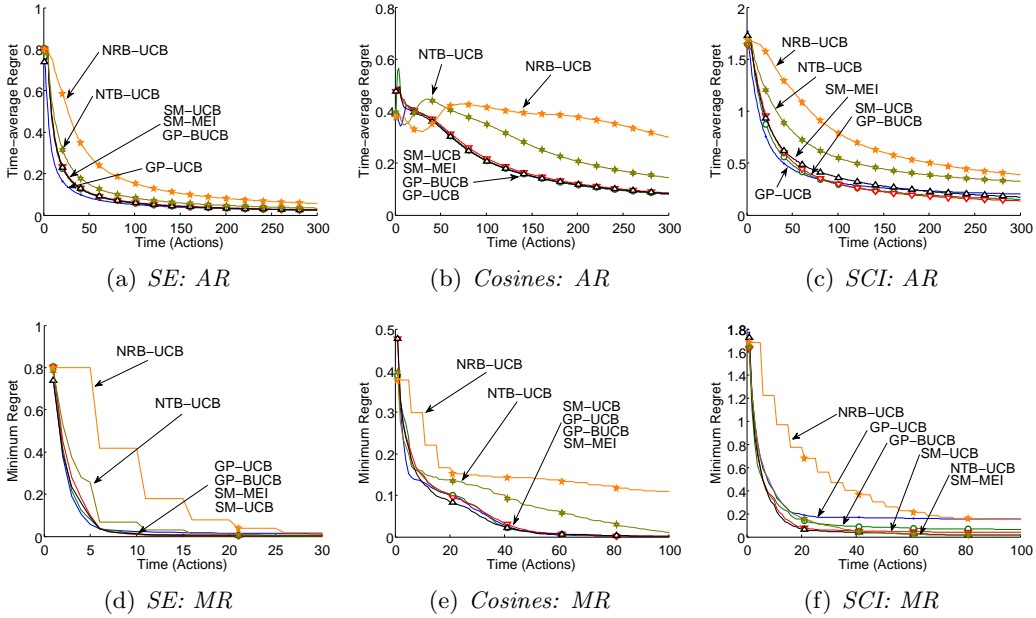 Time-average Regret
1
0.8
0.6
0.4
0.2
0
0 50 100 150 200 250 300
Time (Actions)
NRB-UCB
NTB-UCB
SM-UCB
SM-MEI
GP-BUCB
GP-UCB
(a) SE: AR
Time-average Regret
0.8
0.6
0.4
0.2
0
0 50 100 150 200 250 300
Time (Actions)
NTB-UCB
NRB-UCB
SM-UCB
SM-MEI
GP-BUCB
GP-UCB
(b) Cosines: AR
Time-average Regret
2
1.5
1
0.5
0
0 50 100 150 200 250 300
Time (Actions)
NRB-UCB
NTB-UCB
SM-MEI
SM-UCB
GP-BUCB
GP-UCB
(c) SCI: AR
Minimum Regret
1
0.8
0.6
0.4
0.2
0
0 5 10 15 20 25 30
Time (Actions)
NRB-UCB
NTB-UCB
GP-UCB
GP-BUCB
SM-MEI
SM-UCB
(d) SE: MR
Minimum Regret
0.5
0.4
0.3
0.2
0.1
0
0 20 40 60 80 100
Time (Actions)
NRB-UCB
NTB-UCB
SM-UCB
GP-UCB
GP-BUCB
SM-MEI
(e) Cosines: MR
Minimum Regret
1.8
1.6
1.4
1.2
1
0.8
0.6
0.4
0.2
0
0 20 40 60 80 100
Time (Actions)
NRB-UCB
GP-UCB
GP-BUCB
SM-UCB
NTB-UCB
SM-MEI
(f) SCI: MR